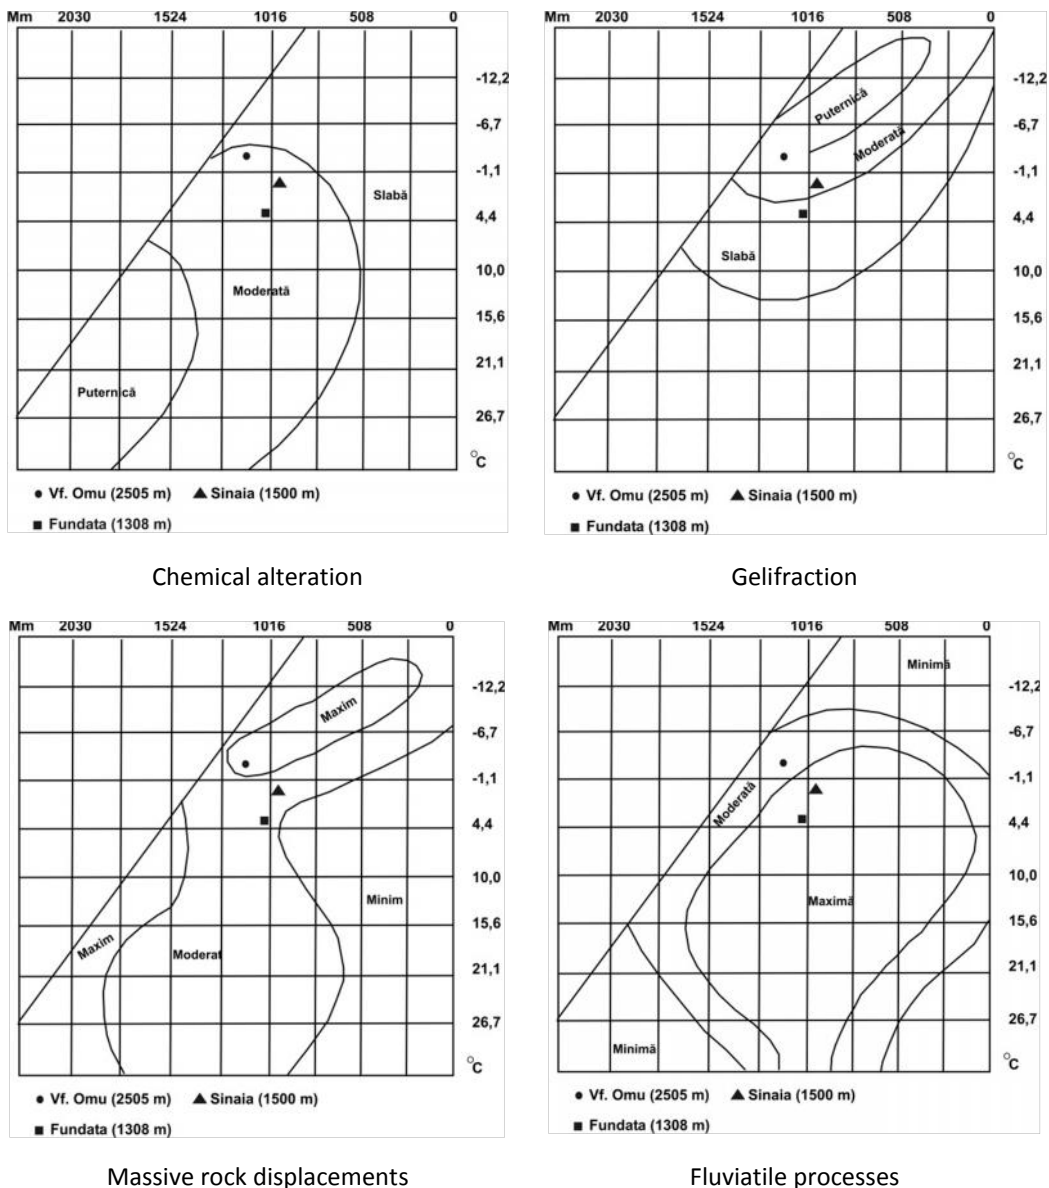 Mm 2030 1524 1016 508 0
-12,2
-6,7
-1,1
Slabă
4,4
10,0
Moderată
15,6
21,1
Puternică
26,7
°C
Vf. Omu (2505 m) Sinaia (1500 m)
Fundata (1308 m)
Chemical alteration
Mm 2030 1524 1016 508 0
-12,2
Puternică
-6,7
Moderată
-1,1
4,4
Slabă
10,0
15,6
21,1
26,7
°C
Vf. Omu (2505 m) Sinaia (1500 m)
Fundata (1308 m)
Gelifraction
Mm 2030 1524 1016 508 0
-12,2
Maxim
-6,7
-1,1
4,4
10,0
Minim
15,6
Maxim
Moderat
21,1
26,7
°C
Vf. Omu (2505 m) Sinaia (1500 m)
Fundata (1308 m)
Massive rock displacements
Mm 2030 1524 1016 508 0
Minimă
-12,2
-6,7
-1,1
Moderată
4,4
10,0
Maximă
15,6
21,1
26,7
Minimă
°C
Vf. Omu (2505 m) Sinaia (1500 m)
Fundata (1308 m)
Fluviatile processes